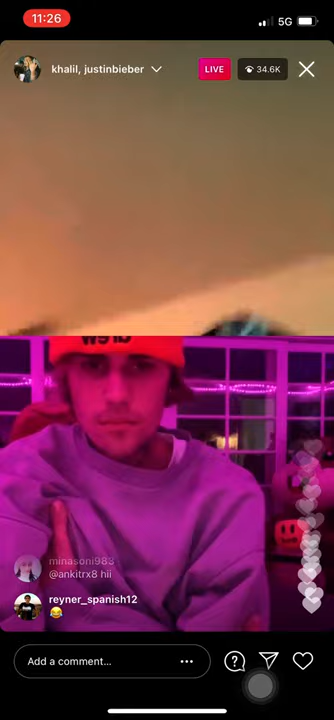 11:26
5G
khalil, justinbieber
LIVE
34.6K
minasoni983
@ankitrx8 hii
reyner_spanish12
😂
Add a comment...